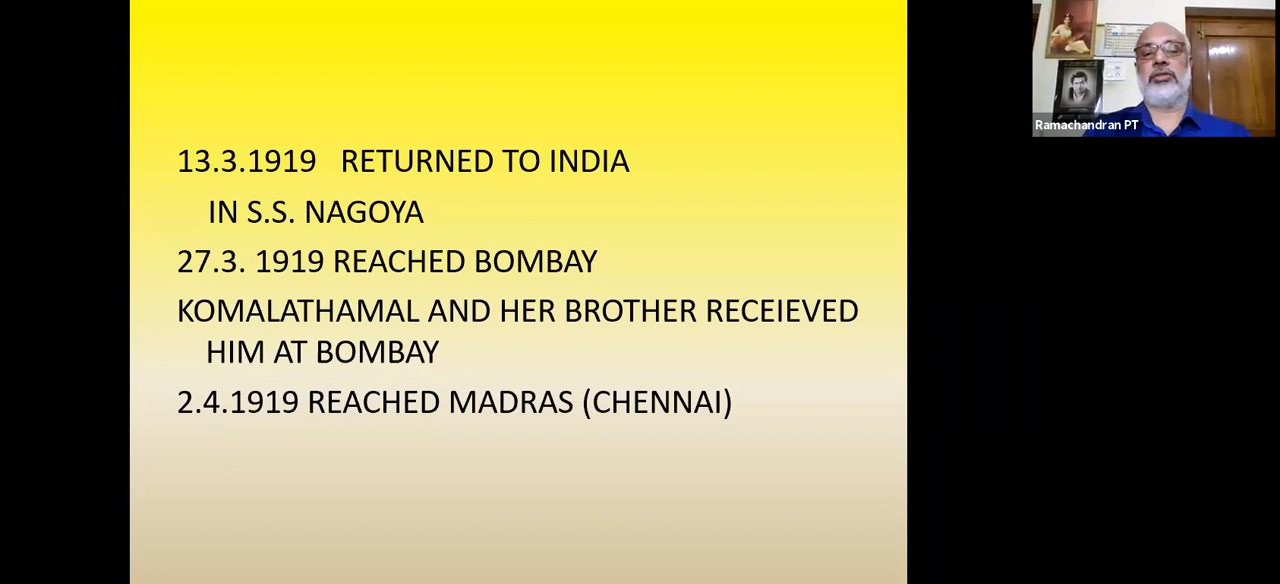 13.3.1919 RETURNED TO INDIA
IN S.S. NAGOYA
27.3. 1919 REACHED BOMBAY
KOMALATHAMAL AND HER BROTHER RECEIEVED
HIM AT BOMBAY
2.4.1919 REACHED MADRAS (CHENNAI)
Ramachandran PT